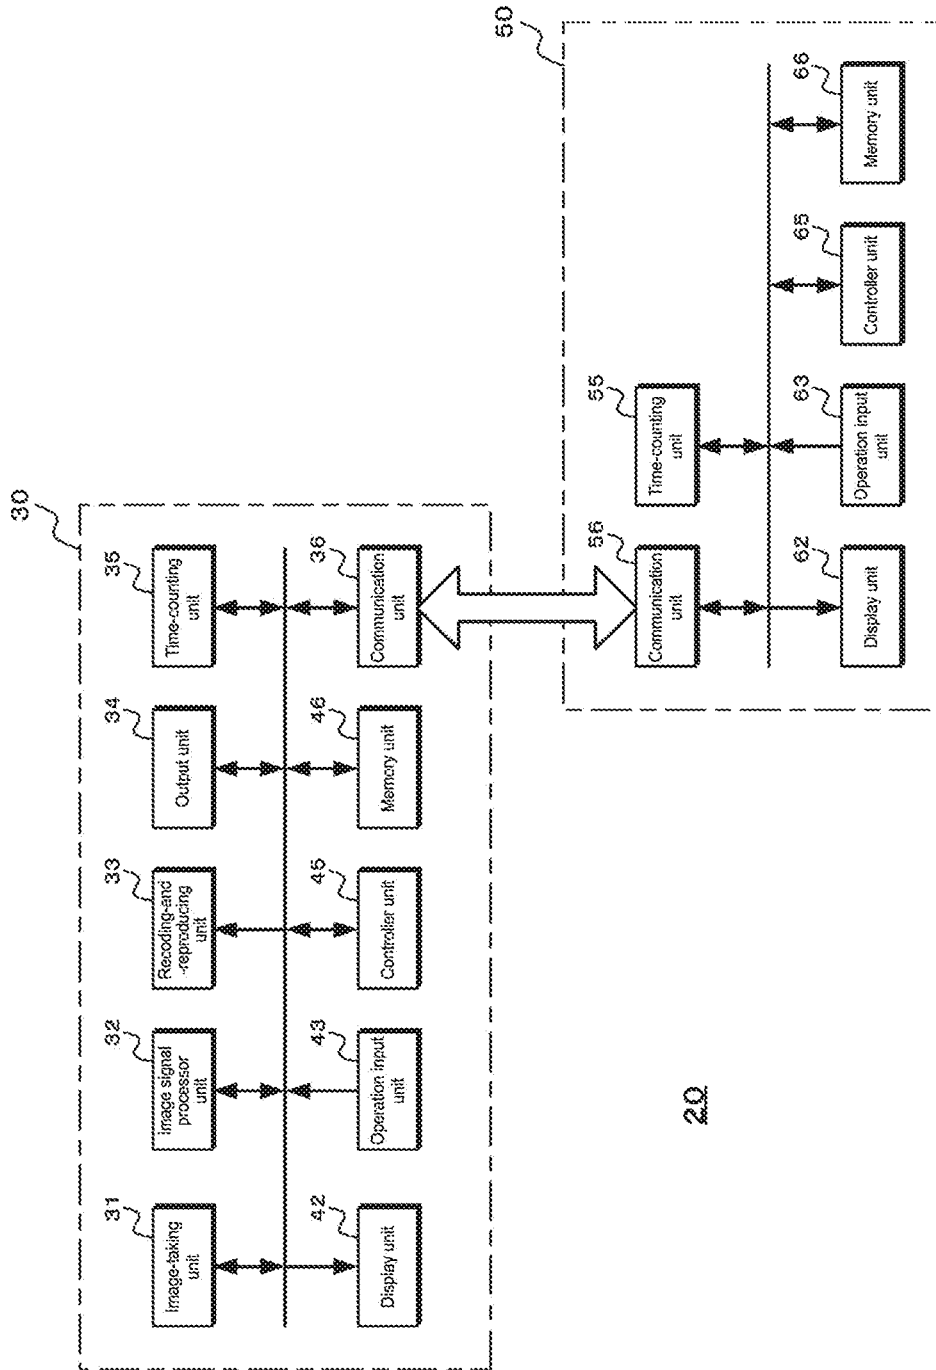 30
31
Image-taking
unit
32
Image signal
processor
unit
33
Recoding-end
-reproducing
unit
34
Output unit
35
Time-counting
unit
42
Display unit
43
Operation input
unit
45
Controller unit
46
Memory unit
36
Communication
unit
50
56
Communication
unit
55
Time-counting
unit
62
Display unit
63
Operation input
unit
65
Controller unit
66
Memory unit
20